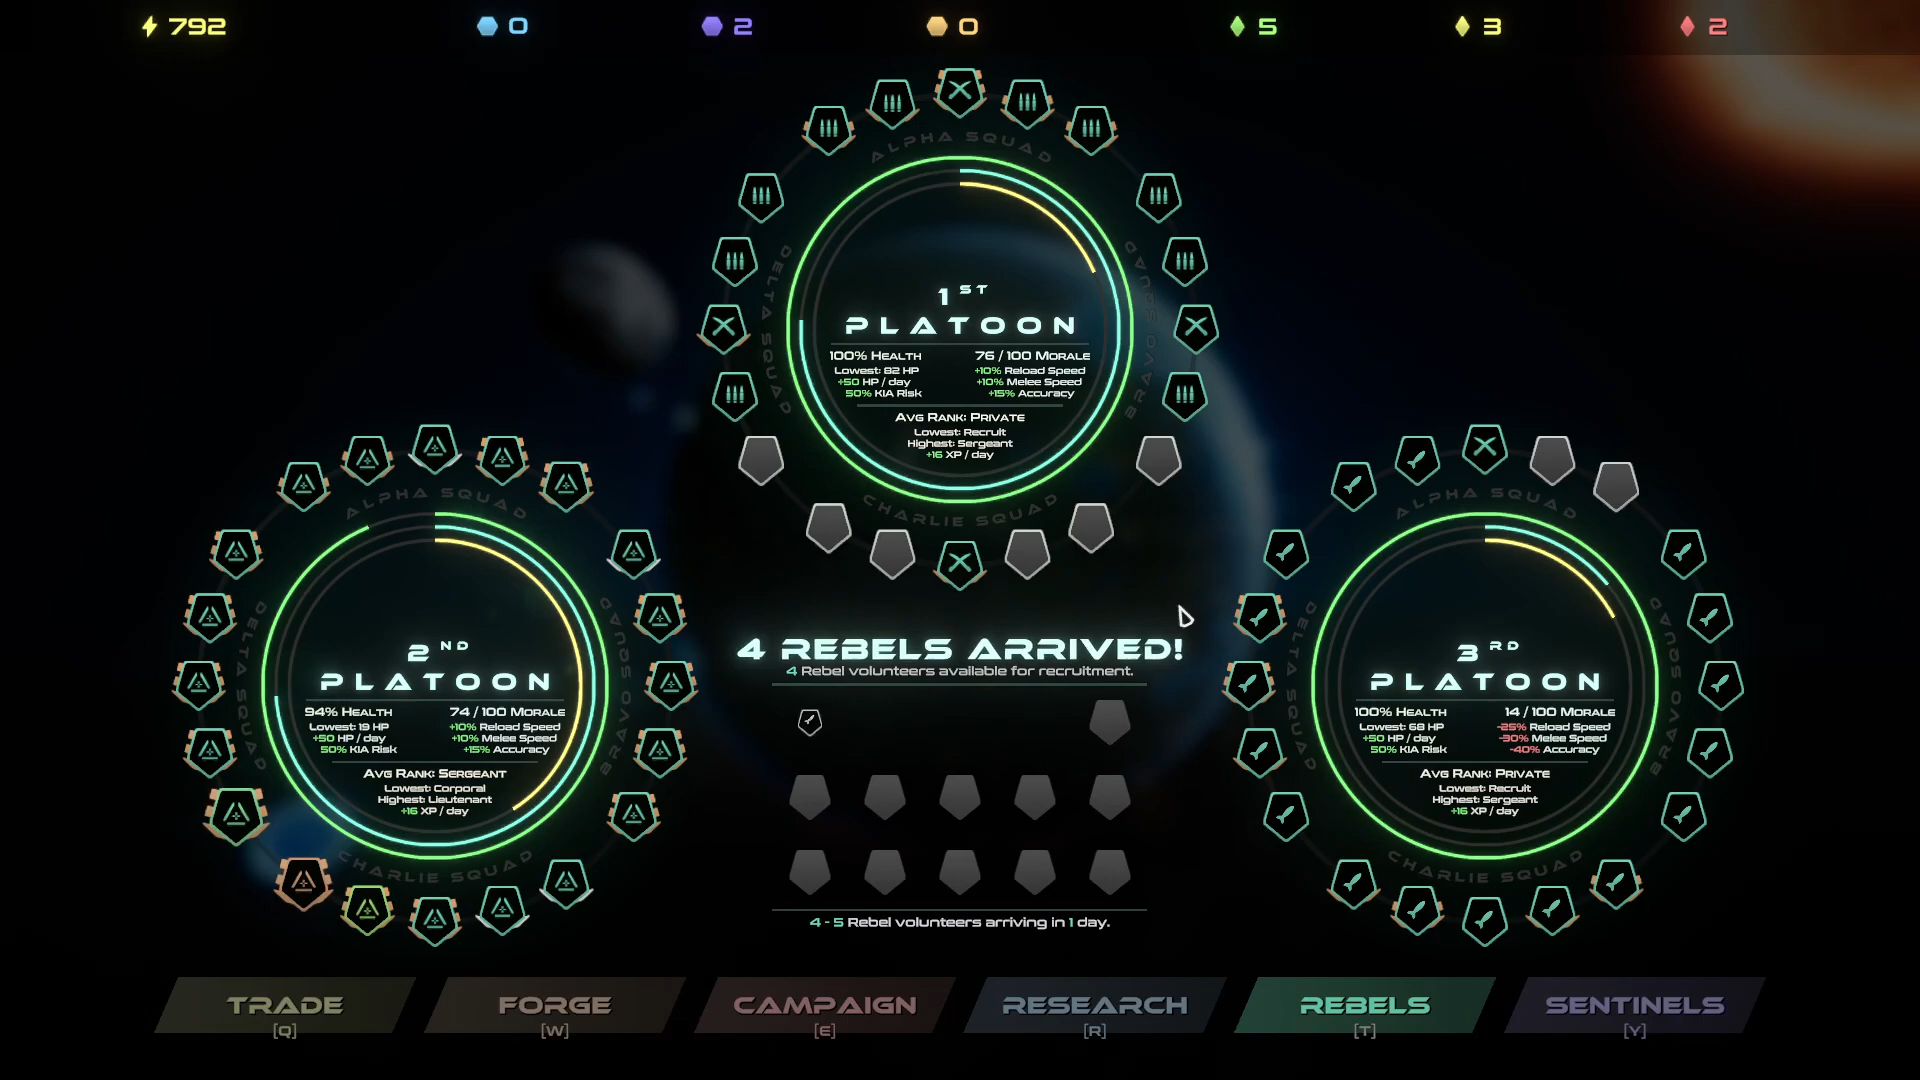 792 0 2 0 5 3 2
ALPHA SQUAD
DELTA SQUAD
BRAVO SQUAD
1 ST
PLATOON
100% HEALTH
Lowest: 82 HP
+50 HP / day
50% KIA Risk
76 / 100 MORALE
+10% Reload Speed
+10% Melee Speed
+15% Accuracy
AVG RANK: PRIVATE
Lowest: Recruit
Highest: Sergeant
+16 XP / day
CHARLIE SQUAD
ALPHA SQUAD
DELTA SQUAD
BRAVO SQUAD
2 ND
PLATOON
94% HEALTH
Lowest: 19 HP
+50 HP / day
50% KIA Risk
74 / 100 MORALE
+10% Reload Speed
+10% Melee Speed
+15% Accuracy
AVG RANK: SERGEANT
Lowest: Corporal
Highest: Lieutenant
+16 XP / day
CHARLIE SQUAD
4 REBELS ARRIVED!
4 Rebel volunteers available for recruitment.
4 - 5 Rebel volunteers arriving in 1 day.
ALPHA SQUAD
DELTA SQUAD
BRAVO SQUAD
3 RD
PLATOON
100% HEALTH
Lowest: 68 HP
+50 HP / day
50% KIA Risk
14 / 100 MORALE
-25% Reload Speed
-30% Melee Speed
-40% Accuracy
AVG RANK: PRIVATE
Lowest: Recruit
Highest: Sergeant
+16 XP / day
CHARLIE SQUAD
TRADE FORGE CAMPAIGN RESEARCH REBELS SENTINELS
[Q] [W] [E] [R] [T] [Y]